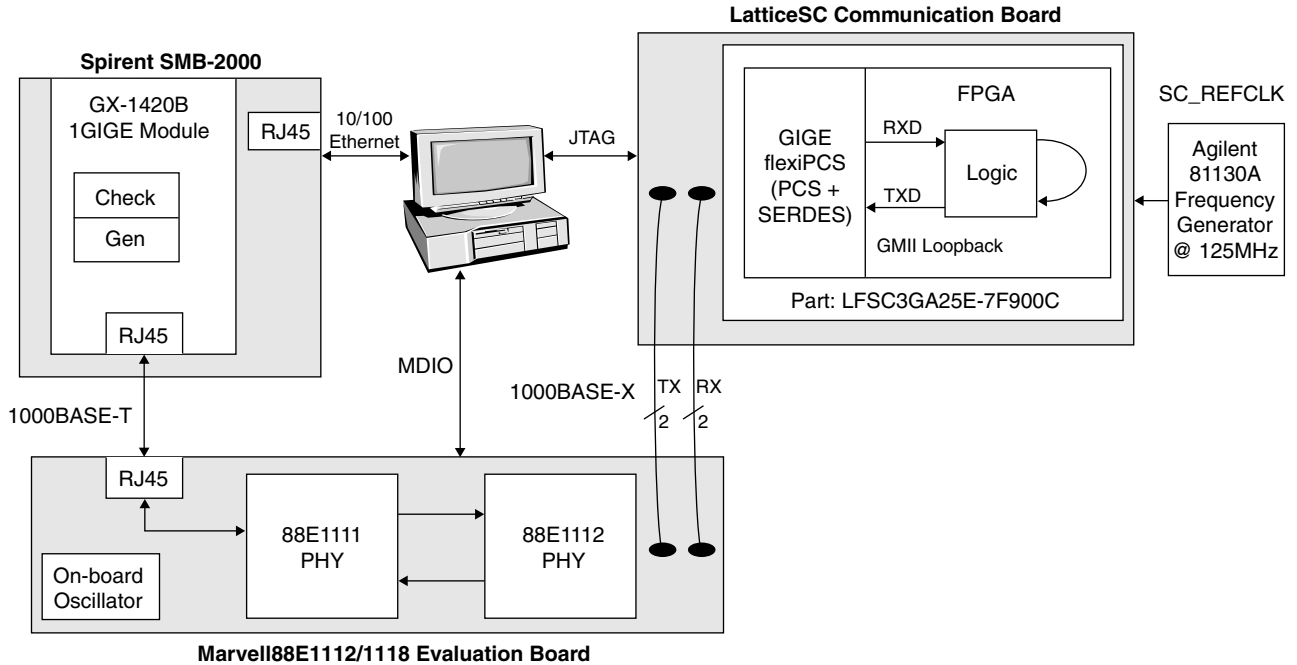 LatticeSC Communication Board
Spirent SMB-2000
GX-1420B
1GIGE Module
RJ45
Check
Gen
RJ45
10/100
Ethernet
JTAG
GIGE
flexiPCS
(PCS +
SERDES)
FPGA
RXD
TXD
Logic
GMII Loopback
Part: LFSC3GA25E-7F900C
SC_REFCLK
Agilent
81130A
Frequency
Generator
@ 125MHz
MDIO
1000BASE-X
TX
RX
2
2
1000BASE-T
RJ45
88E1111
PHY
88E1112
PHY
On-board
Oscillator
Marvell88E1112/1118 Evaluation Board